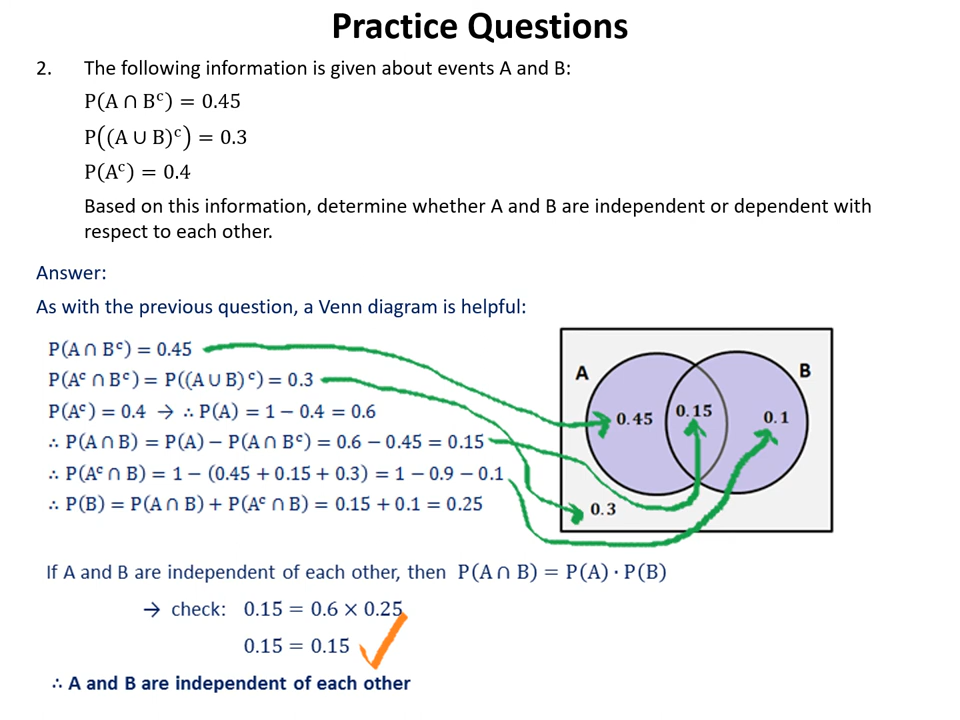 Practice Questions
2. The following information is given about events A and B:
P(A ∩ Bᶜ) = 0.45
P((A ∪ B)ᶜ) = 0.3
P(Aᶜ) = 0.4
Based on this information, determine whether A and B are independent or dependent with
respect to each other.
Answer:
As with the previous question, a Venn diagram is helpful:
P(A ∩ Bᶜ) = 0.45
P(Aᶜ ∩ Bᶜ) = P((A ∪ B)ᶜ) = 0.3
P(Aᶜ) = 0.4 → ∴ P(A) = 1 − 0.4 = 0.6
∴ P(A ∩ B) = P(A) − P(A ∩ Bᶜ) = 0.6 − 0.45 = 0.15
∴ P(Aᶜ ∩ B) = 1 − (0.45 + 0.15 + 0.3) = 1 − 0.9 − 0.1
∴ P(B) = P(A ∩ B) + P(Aᶜ ∩ B) = 0.15 + 0.1 = 0.25
A B
0.45 0.15 0.1
0.3
If A and B are independent of each other, then P(A ∩ B) = P(A) · P(B)
→ check: 0.15 = 0.6 × 0.25
0.15 = 0.15
∴ A and B are independent of each other